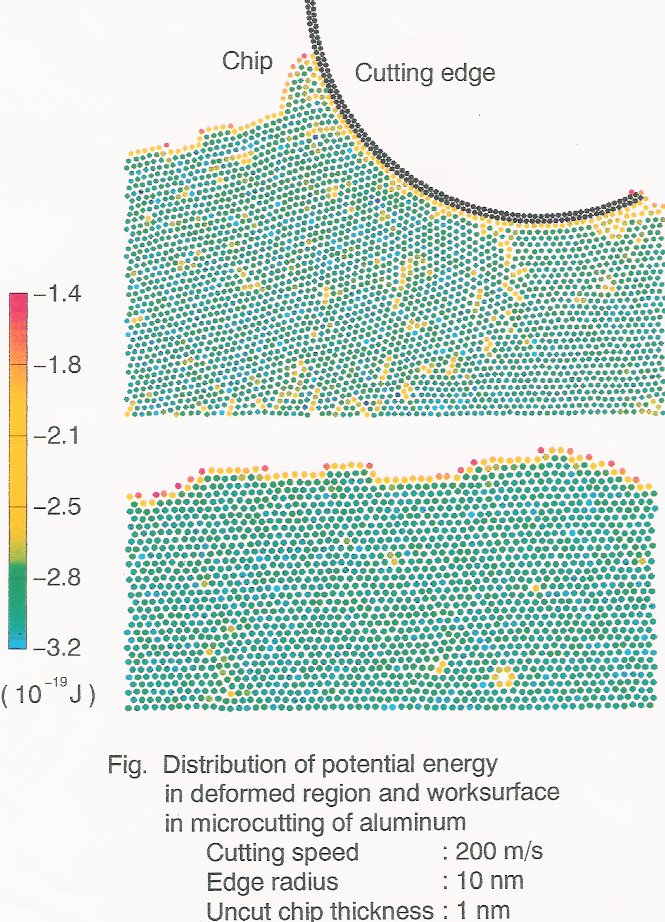 Chip
Cutting edge
−1.4
−1.8
−2.1
−2.5
−2.8
−3.2
(10⁻¹⁹J)
Fig. Distribution of potential energy
in deformed region and worksurface
in microcutting of aluminum
Cutting speed : 200 m/s
Edge radius : 10 nm
Uncut chip thickness : 1 nm